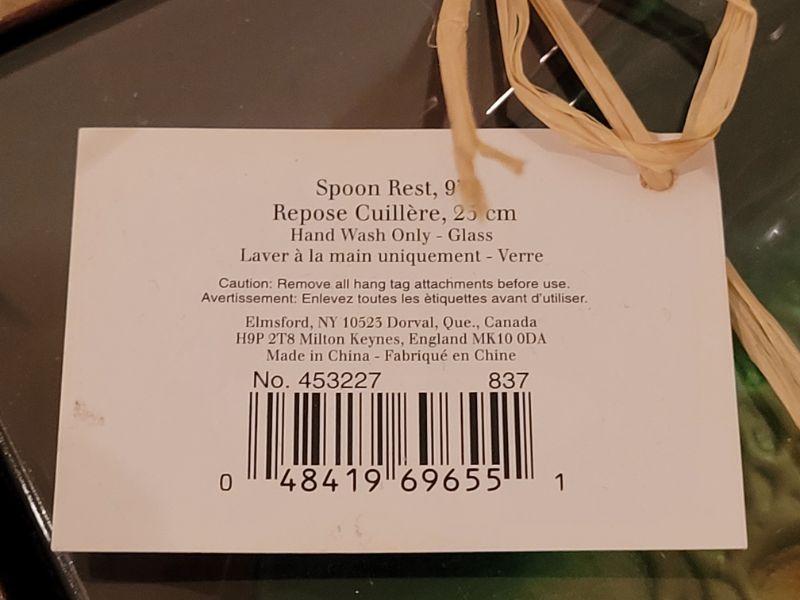 Spoon Rest,
Repose Cuillère, cm
Hand Wash Only - Glass
Laver à la main uniquement - Verre
Caution: Remove all hang tag attachments before use.
Avertissement: Enlevez toutes les ètiquettes avant d'utiliser.
Elmsford, NY 10523 Dorval, Que., Canada
H9P 2T8 Milton Keynes, England MK10 0DA
Made in China - Fabriqué en Chine
No. 453227 837
0 48419 69655 1